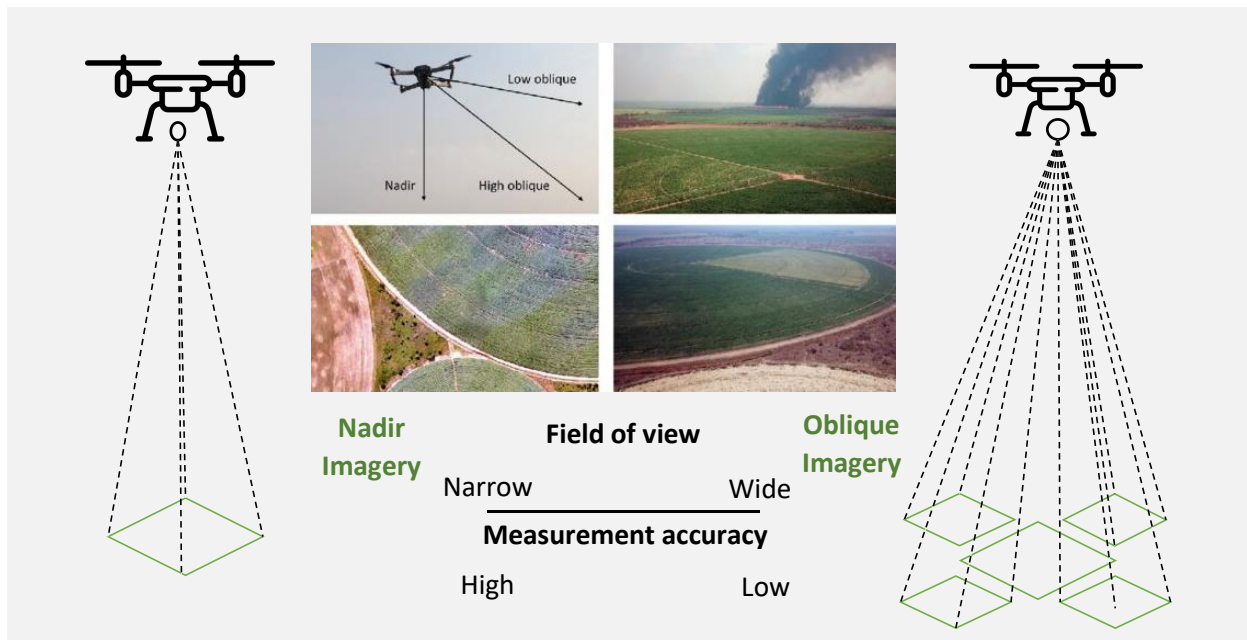 Low oblique
Nadir
High oblique
Nadir
Imagery
Field of view
Oblique
Imagery
Narrow
Wide
Measurement accuracy
High
Low